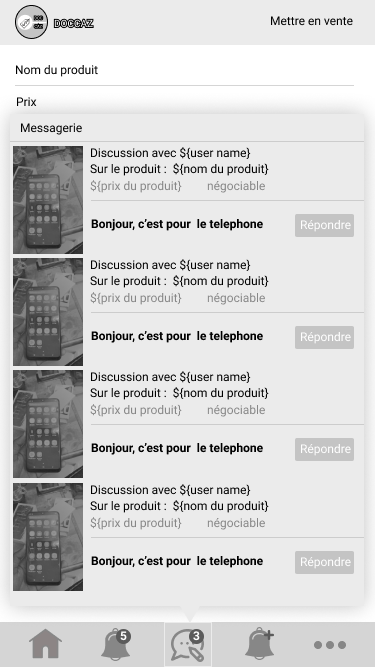 DOC
CAZ
DOCCAZ
Mettre en vente
Nom du produit
Prix
Messagerie
Discussion avec ${user name}
Sur le produit :  ${nom du produit}
${prix du produit} négociable
Bonjour, c’est pour  le telephone
Répondre
Discussion avec ${user name}
Sur le produit :  ${nom du produit}
${prix du produit} négociable
Bonjour, c’est pour  le telephone
Répondre
Discussion avec ${user name}
Sur le produit :  ${nom du produit}
${prix du produit} négociable
Bonjour, c’est pour  le telephone
Répondre
Discussion avec ${user name}
Sur le produit :  ${nom du produit}
${prix du produit} négociable
Bonjour, c’est pour  le telephone
Répondre
5
3